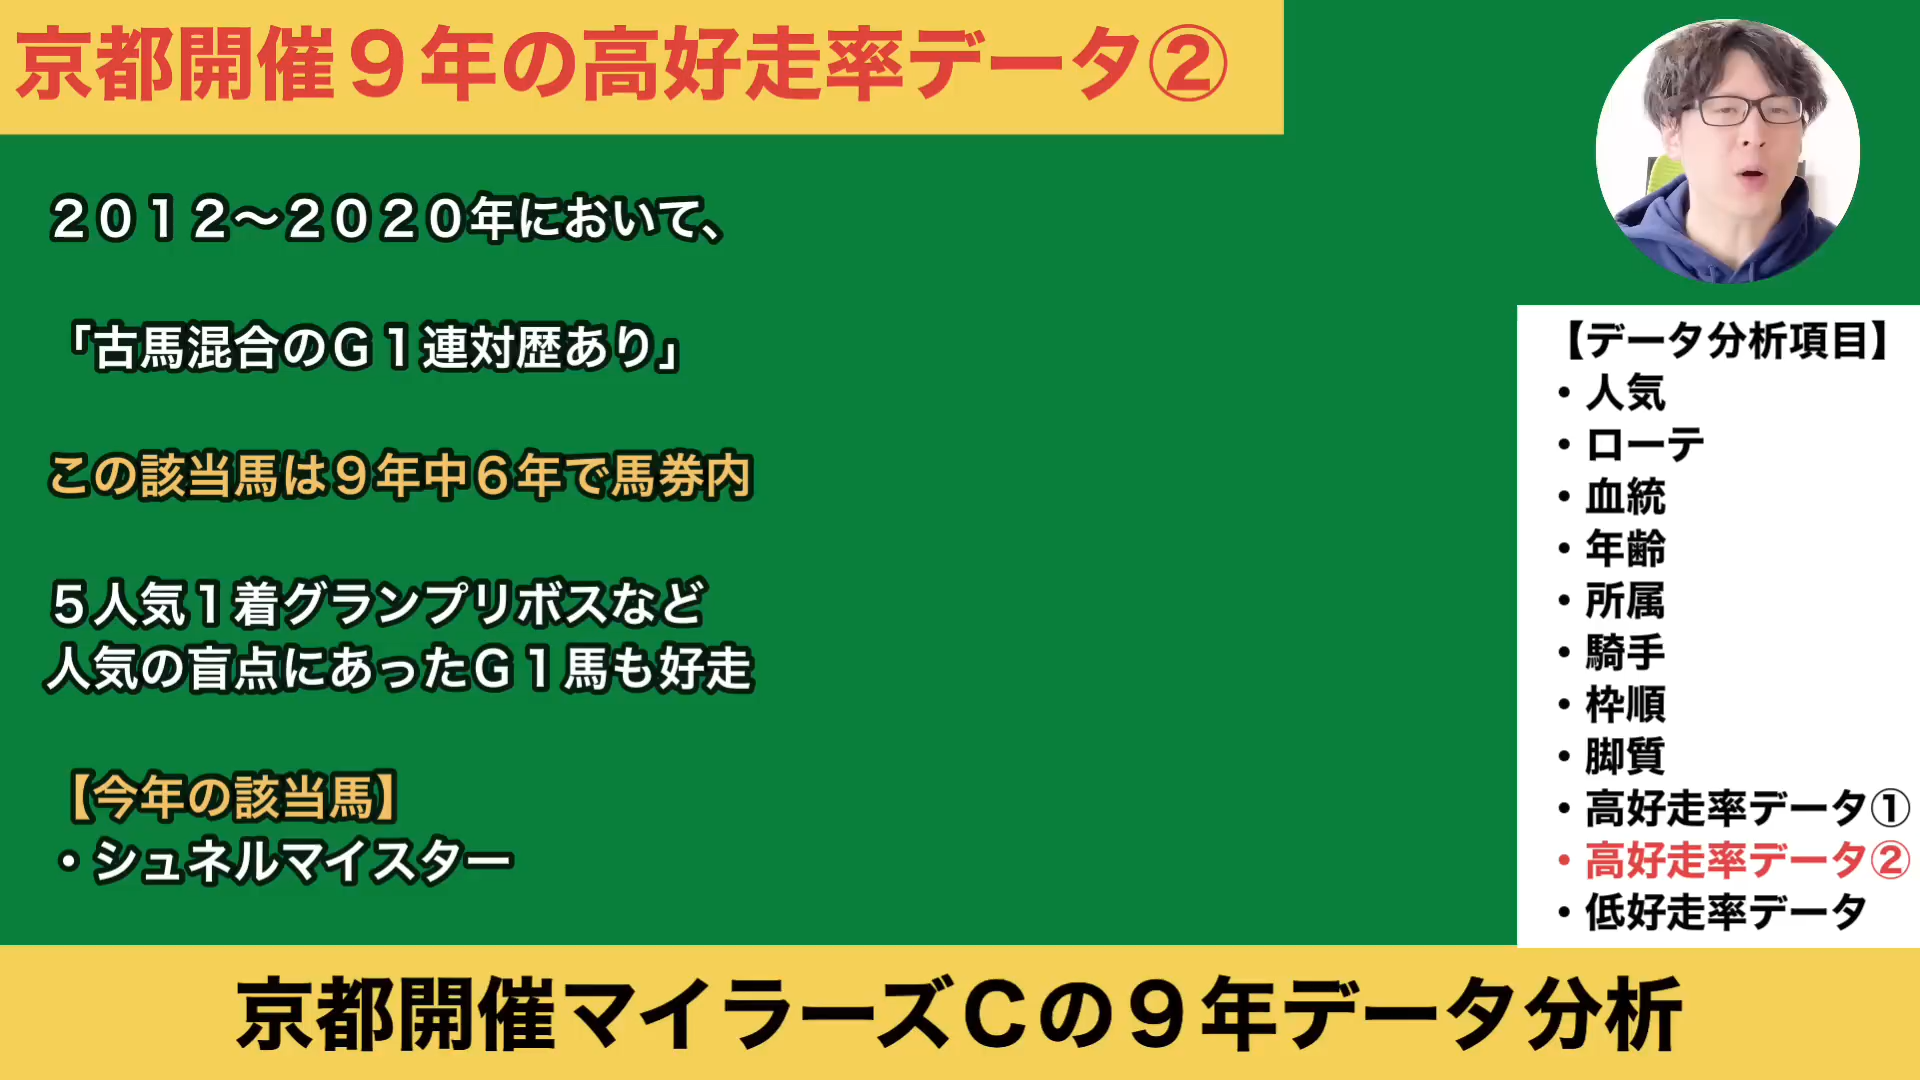 京都開催９年の高好走率データ②
２０１２～２０２０年において、
「古馬混合のＧ１連対歴あり」
この該当馬は９年中６年で馬券内
５人気１着グランプリボスなど
人気の盲点にあったＧ１馬も好走
【今年の該当馬】
・シュネルマイスター
【データ分析項目】
・人気
・ローテ
・血統
・年齢
・所属
・騎手
・枠順
・脚質
・高好走率データ①
・高好走率データ②
・低好走率データ
京都開催マイラーズＣの９年データ分析